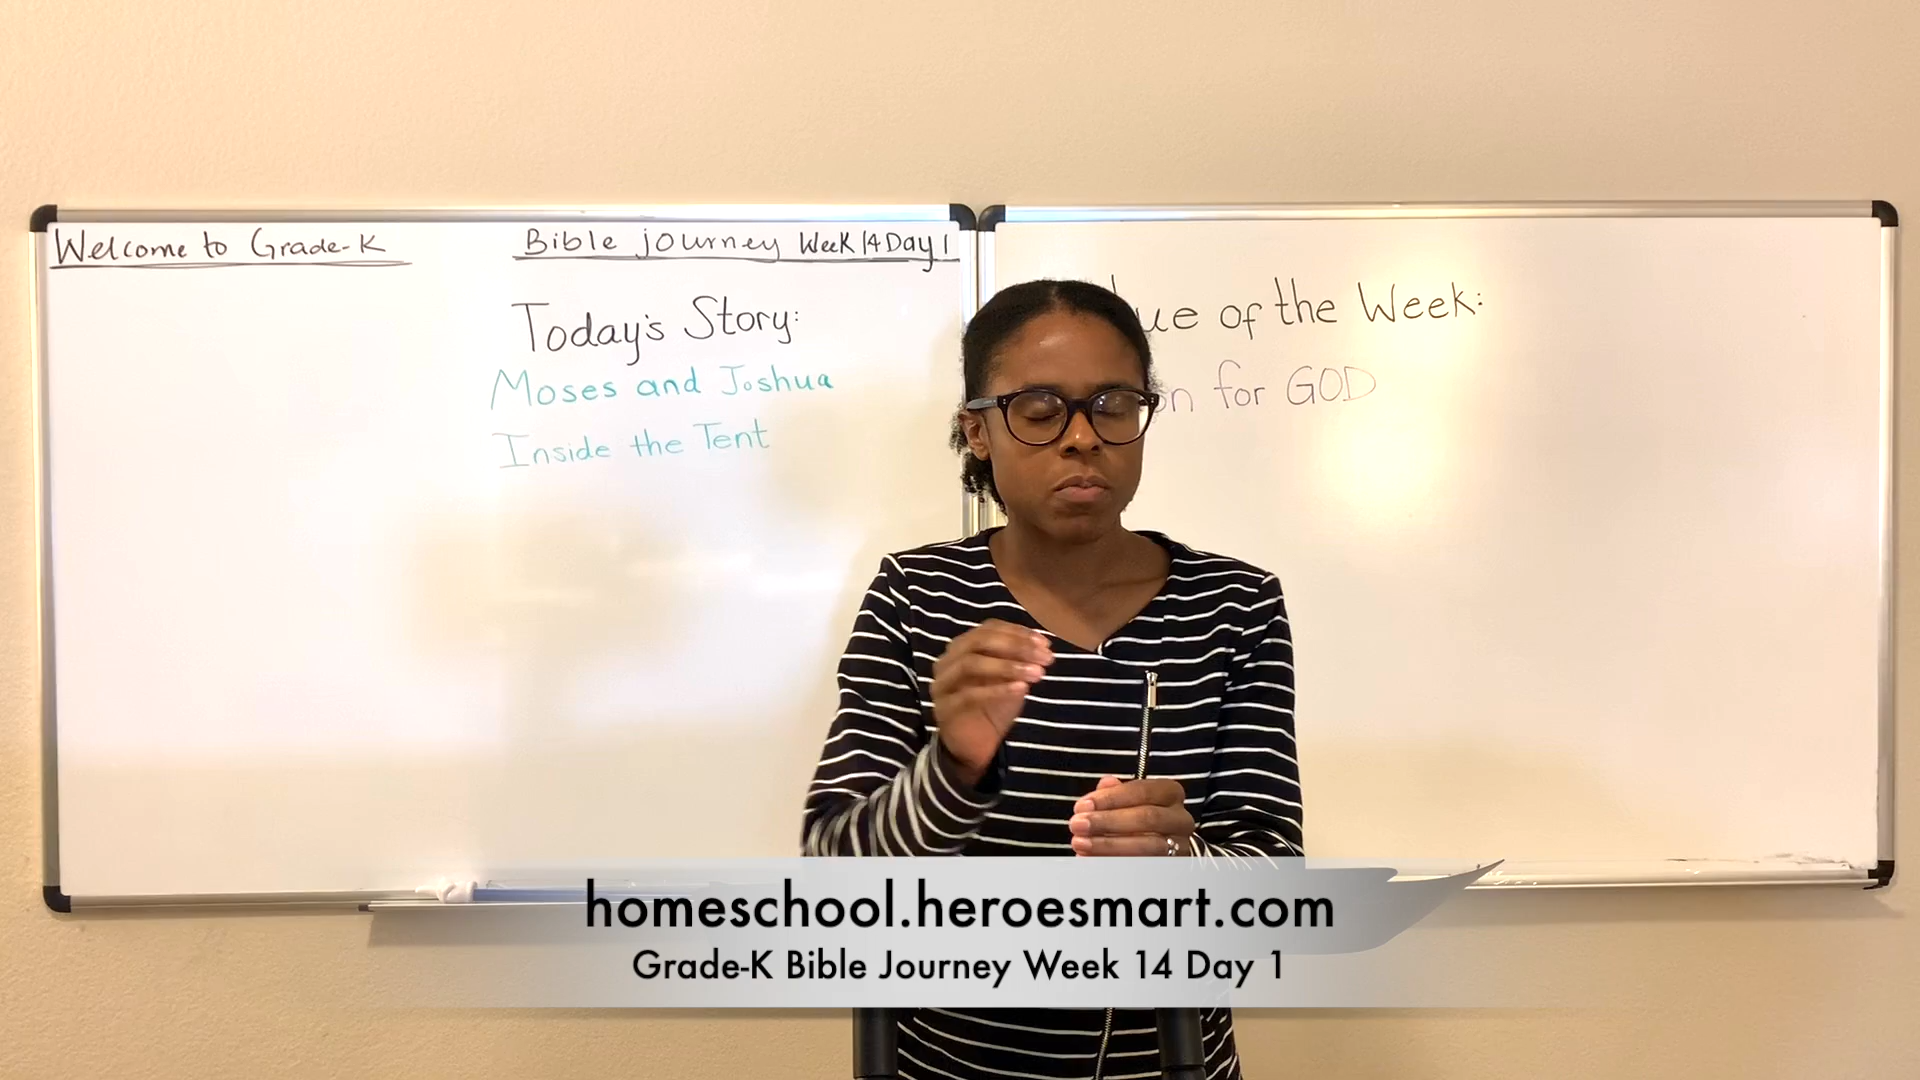 Welcome to Grade-K
Bible journey Week 14 Day 1
Today's Story:
Moses and Joshua
Inside the Tent
of the Week:
for GOD
homeschool.heroesmart.com
Grade-K Bible Journey Week 14 Day 1